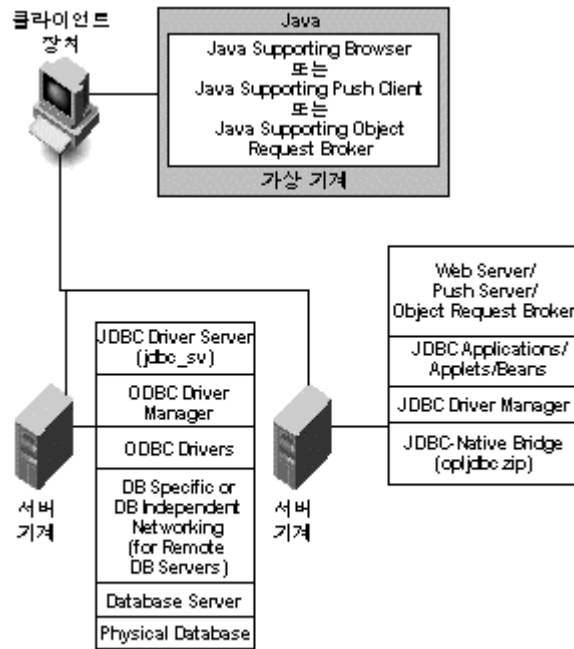 클라이언트
장치
Java
Java Supporting Browser
또는
Java Supporting Push Client
또는
Java Supporting Object
Request Broker
가상 기계
JDBC Driver Server
(jdbc_sv)
ODBC Driver
Manager
ODBC Drivers
DB Specific or
DB Independent
Networking
(for Remote
DB Servers)
Database Server
Physical Database
서버
기계
Web Server/
Push Server/
Object Request Broker
JDBC Applications/
Applets/Beans
JDBC Driver Manager
JDBC-Native Bridge
(opljdbc.zip)
서버
기계